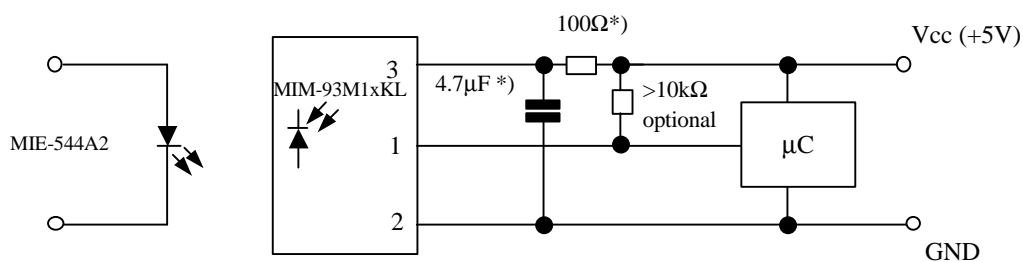 100Ω*)
Vcc (+5V)
3
4.7μF *)
MIM-93M1xKL
>10kΩ
optional
MIE-544A2
1
μC
2
GND